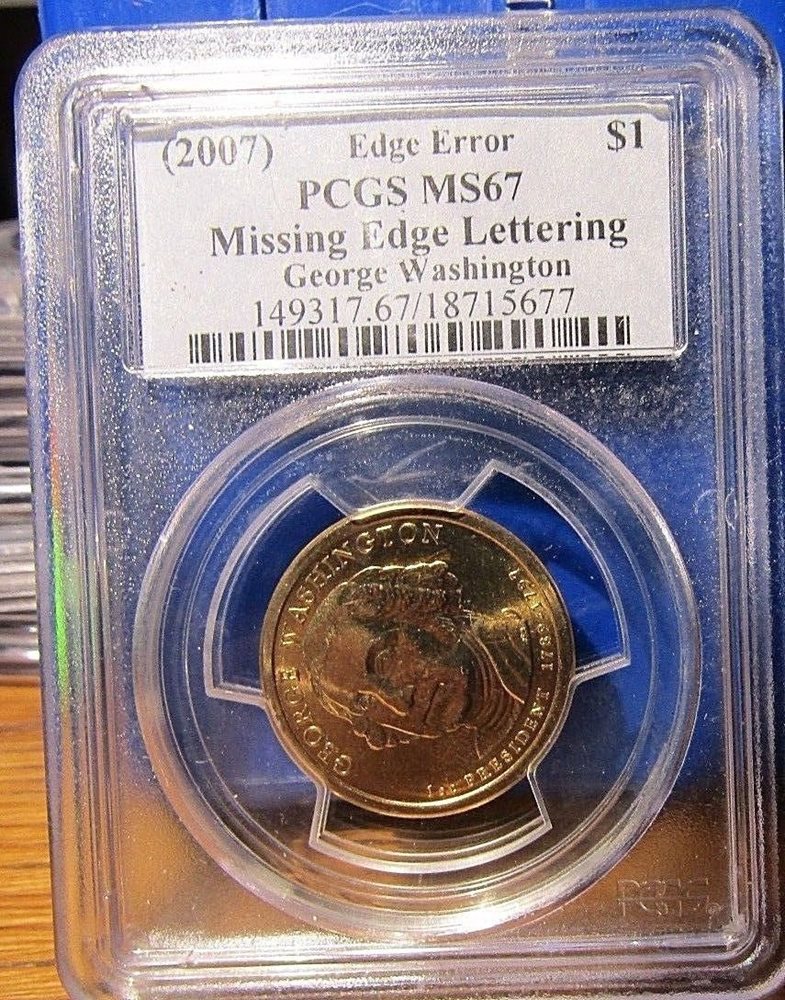 (2007) Edge Error $1
PCGS MS67
Missing Edge Lettering
George Washington
149317.67/18715677
GEORGE WASHINGTON
1st PRESIDENT 1789-1797
PCGS